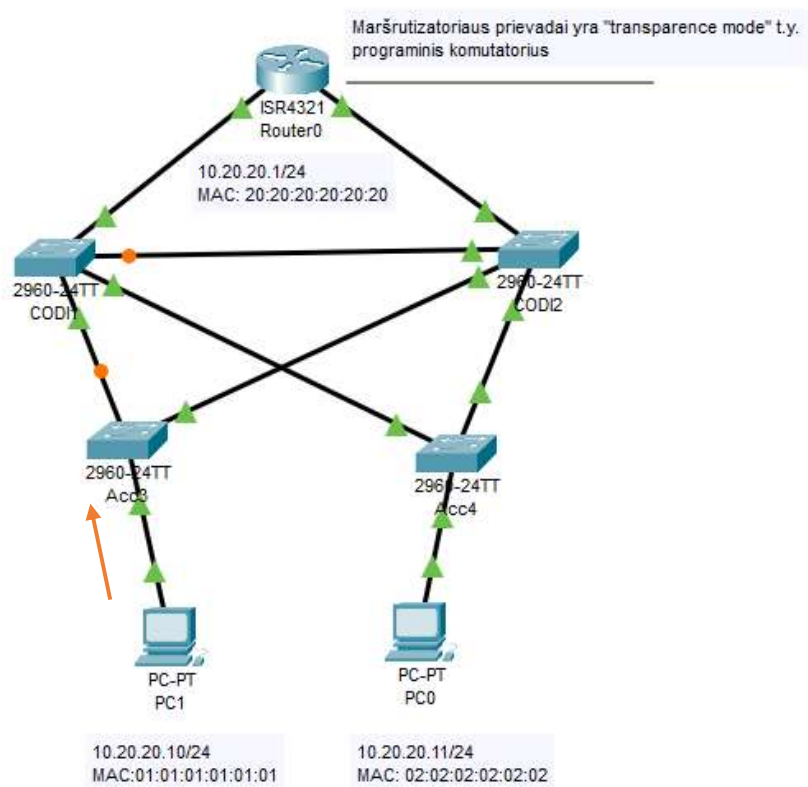 Maršrutizatoriaus prievadai yra "transparence mode" t.y.
programinis komutatorius
ISR4321
Router0
10.20.20.1/24
MAC: 20:20:20:20:20:20
2960-24TT
CODI1
2960-24TT
CODI2
2960-24TT
Acc3
2960-24TT
Acc4
PC-PT
PC1
PC-PT
PC0
10.20.20.10/24
MAC:01:01:01:01:01:01
10.20.20.11/24
MAC: 02:02:02:02:02:02